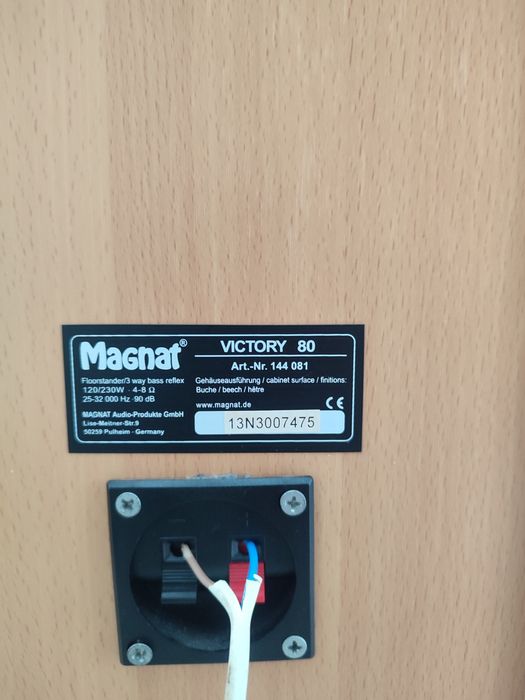 Magnat®
Floorstander/3 way bass reflex
120/230W · 4-8 Ω
25-32 000 Hz · 90 dB
MAGNAT Audio-Produkte GmbH
Lise-Meitner-Str.9
50259 Pulheim - Germany
VICTORY 80
Art.-Nr. 144 081
Gehäuseausführung / cabinet surface / finitions:
Buche / beech / hêtre
www.magnat.de CE
13N3007475